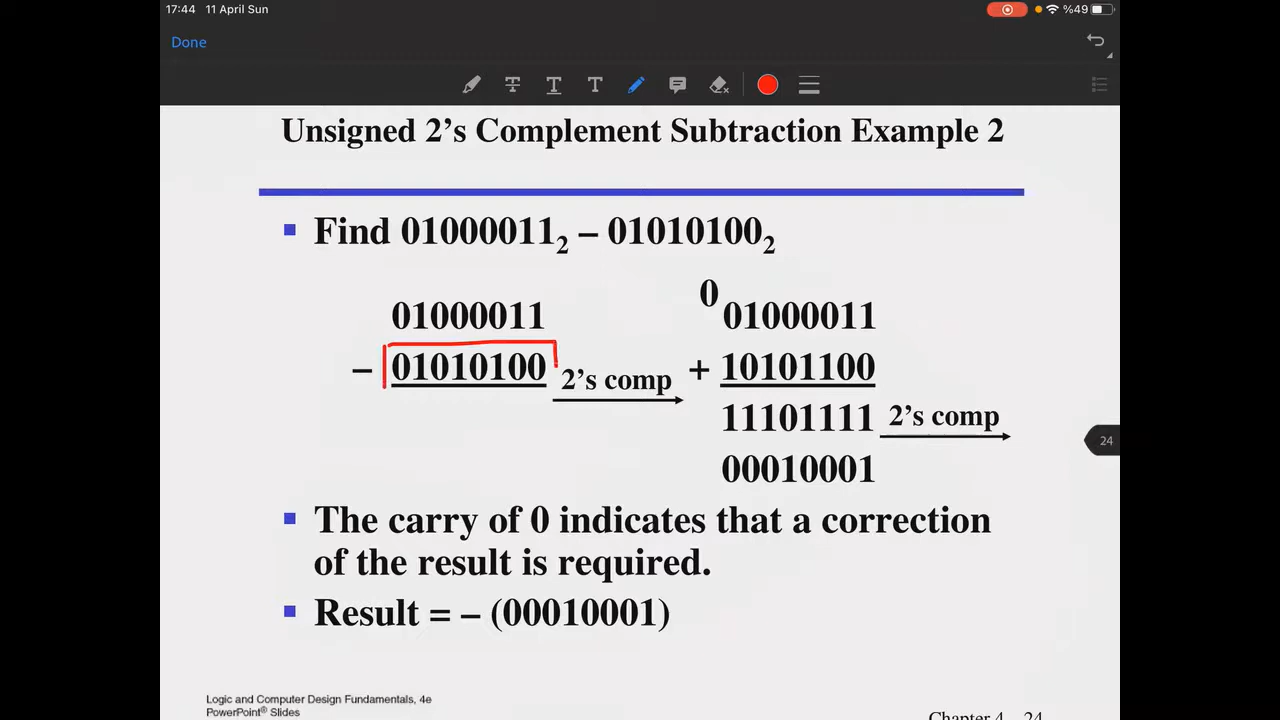 17:44 11 April Sun %49
Done
Unsigned 2's Complement Subtraction Example 2
Find 01000011₂ – 01010100₂
0
01000011 01000011
– 01010100 2's comp + 10101100
11101111 2's comp
00010001
24
The carry of 0 indicates that a correction
of the result is required.
Result = – (00010001)
Logic and Computer Design Fundamentals, 4e
PowerPoint® Slides
Chapter 4 24